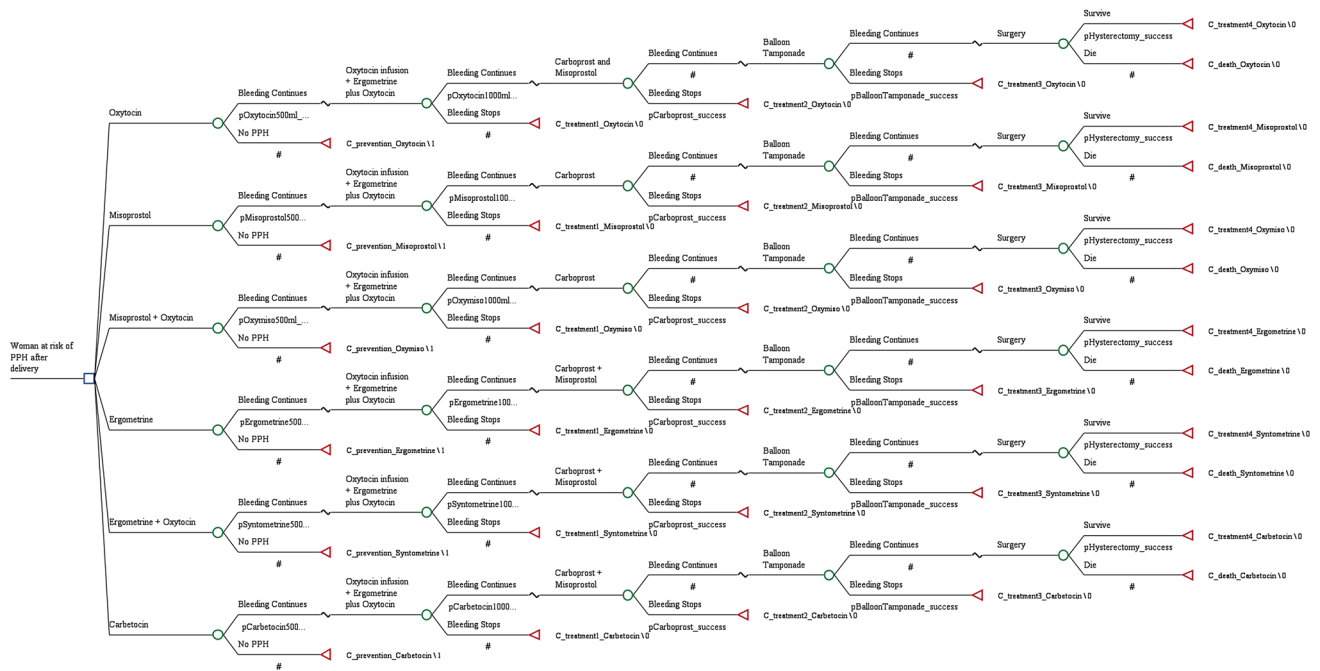 Woman at risk of
PPH after
delivery
Oxytocin
Bleeding Continues
pOxytocin500ml_...
No PPH
#
C_prevention_Oxytocin \ 1
Oxytocin infusion
+ Ergometrine
plus Oxytocin
Bleeding Continues
pOxytocin1000ml...
Bleeding Stops
#
C_treatment1_Oxytocin \ 0
Carboprost and
Misoprostol
Bleeding Continues
#
Bleeding Stops
pCarboprost_success
C_treatment2_Oxytocin \ 0
Balloon
Tamponade
Bleeding Continues
#
Bleeding Stops
pBalloonTamponade_success
C_treatment3_Oxytocin \ 0
Surgery
Survive
pHysterectomy_success
C_treatment4_Oxytocin \ 0
Die
#
C_death_Oxytocin \ 0
Misoprostol
Bleeding Continues
pMisoprostol500...
No PPH
#
C_prevention_Misoprostol \ 1
Oxytocin infusion
+ Ergometrine
plus Oxytocin
Bleeding Continues
pMisoprostol100...
Bleeding Stops
#
C_treatment1_Misoprostol \ 0
Carboprost
Bleeding Continues
#
Bleeding Stops
pCarboprost_success
C_treatment2_Misoprostol \ 0
Balloon
Tamponade
Bleeding Continues
#
Bleeding Stops
pBalloonTamponade_success
C_treatment3_Misoprostol \ 0
Surgery
Survive
pHysterectomy_success
C_treatment4_Misoprostol \ 0
Die
#
C_death_Misoprostol \ 0
Misoprostol + Oxytocin
Bleeding Continues
pOxymiso500ml_...
No PPH
#
C_prevention_Oxymiso \ 1
Oxytocin infusion
+ Ergometrine
plus Oxytocin
Bleeding Continues
pOxymiso1000ml...
Bleeding Stops
#
C_treatment1_Oxymiso \ 0
Carboprost
Bleeding Continues
#
Bleeding Stops
pCarboprost_success
C_treatment2_Oxymiso \ 0
Balloon
Tamponade
Bleeding Continues
#
Bleeding Stops
pBalloonTamponade_success
C_treatment3_Oxymiso \ 0
Surgery
Survive
pHysterectomy_success
C_treatment4_Oxymiso \ 0
Die
#
C_death_Oxymiso \ 0
Ergometrine
Bleeding Continues
pErgometrine500...
No PPH
#
C_prevention_Ergometrine \ 1
Oxytocin infusion
+ Ergometrine
plus Oxytocin
Bleeding Continues
pErgometrine100...
Bleeding Stops
#
C_treatment1_Ergometrine \ 0
Carboprost +
Misoprostol
Bleeding Continues
#
Bleeding Stops
pCarboprost_success
C_treatment2_Ergometrine \ 0
Balloon
Tamponade
Bleeding Continues
#
Bleeding Stops
pBalloonTamponade_success
C_treatment3_Ergometrine \ 0
Surgery
Survive
pHysterectomy_success
C_treatment4_Ergometrine \ 0
Die
#
C_death_Ergometrine \ 0
Ergometrine + Oxytocin
Bleeding Continues
pSyntometrine500...
No PPH
#
C_prevention_Syntometrine \ 1
Oxytocin infusion
+ Ergometrine
plus Oxytocin
Bleeding Continues
pSyntometrine100...
Bleeding Stops
#
C_treatment1_Syntometrine \ 0
Carboprost +
Misoprostol
Bleeding Continues
#
Bleeding Stops
pCarboprost_success
C_treatment2_Syntometrine \ 0
Balloon
Tamponade
Bleeding Continues
#
Bleeding Stops
pBalloonTamponade_success
C_treatment3_Syntometrine \ 0
Surgery
Survive
pHysterectomy_success
C_treatment4_Syntometrine \ 0
Die
#
C_death_Syntometrine \ 0
Carbetocin
Bleeding Continues
pCarbetocin500...
No PPH
#
C_prevention_Carbetocin \ 1
Oxytocin infusion
+ Ergometrine
plus Oxytocin
Bleeding Continues
pCarbetocin1000...
Bleeding Stops
#
C_treatment1_Carbetocin \ 0
Carboprost +
Misoprostol
Bleeding Continues
#
Bleeding Stops
pCarboprost_success
C_treatment2_Carbetocin \ 0
Balloon
Tamponade
Bleeding Continues
#
Bleeding Stops
pBalloonTamponade_success
C_treatment3_Carbetocin \ 0
Surgery
Survive
pHysterectomy_success
C_treatment4_Carbetocin \ 0
Die
#
C_death_Carbetocin \ 0